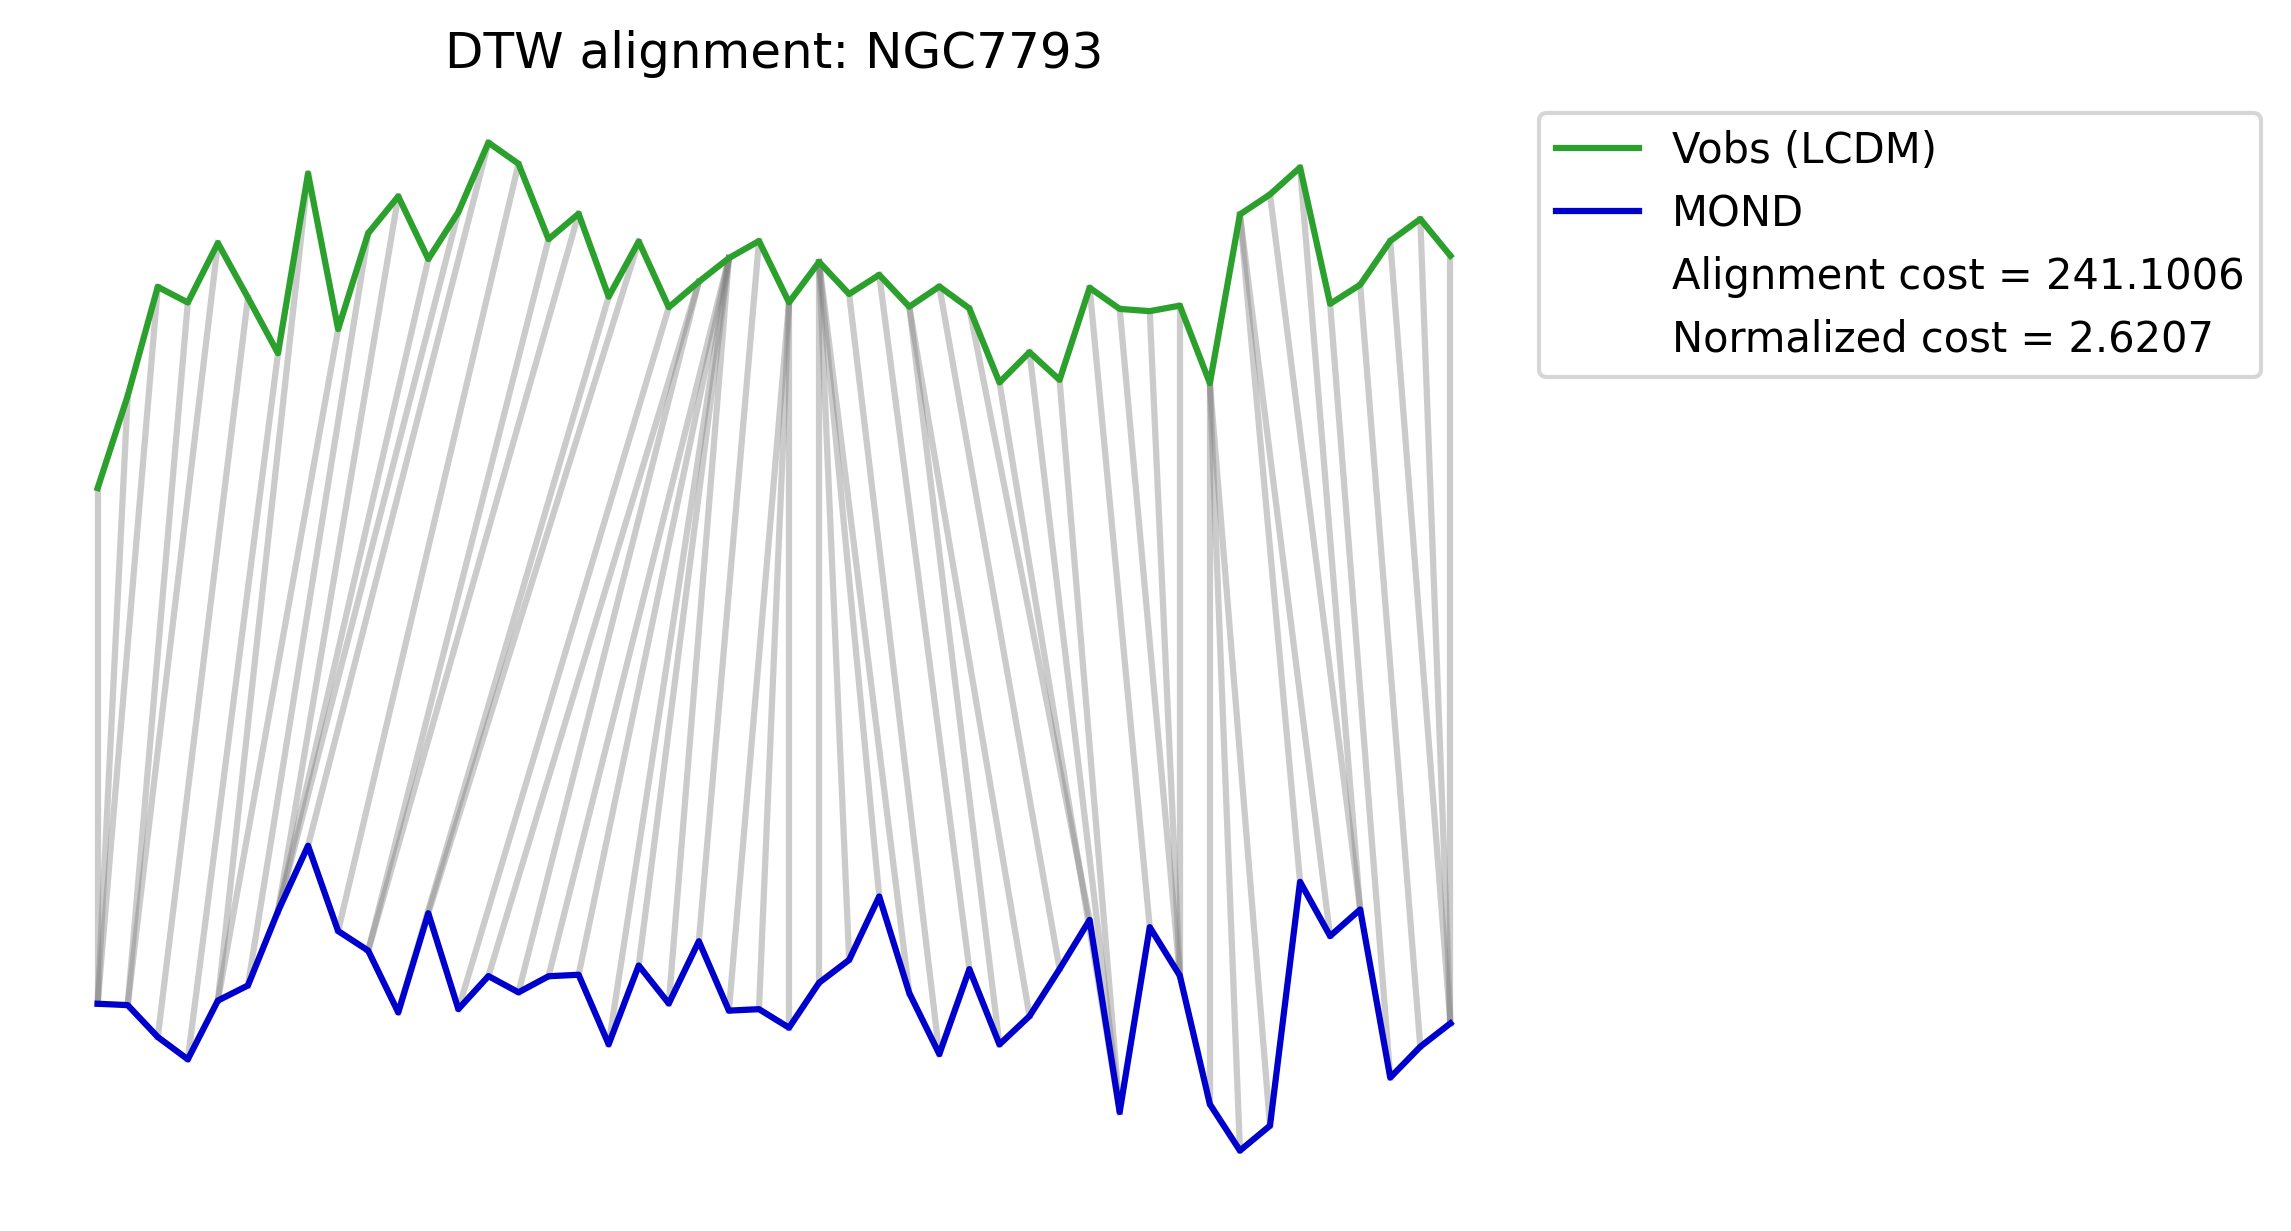 DTW alignment: NGC7793
Vobs (LCDM)
MOND
Alignment cost = 241.1006
Normalized cost = 2.6207